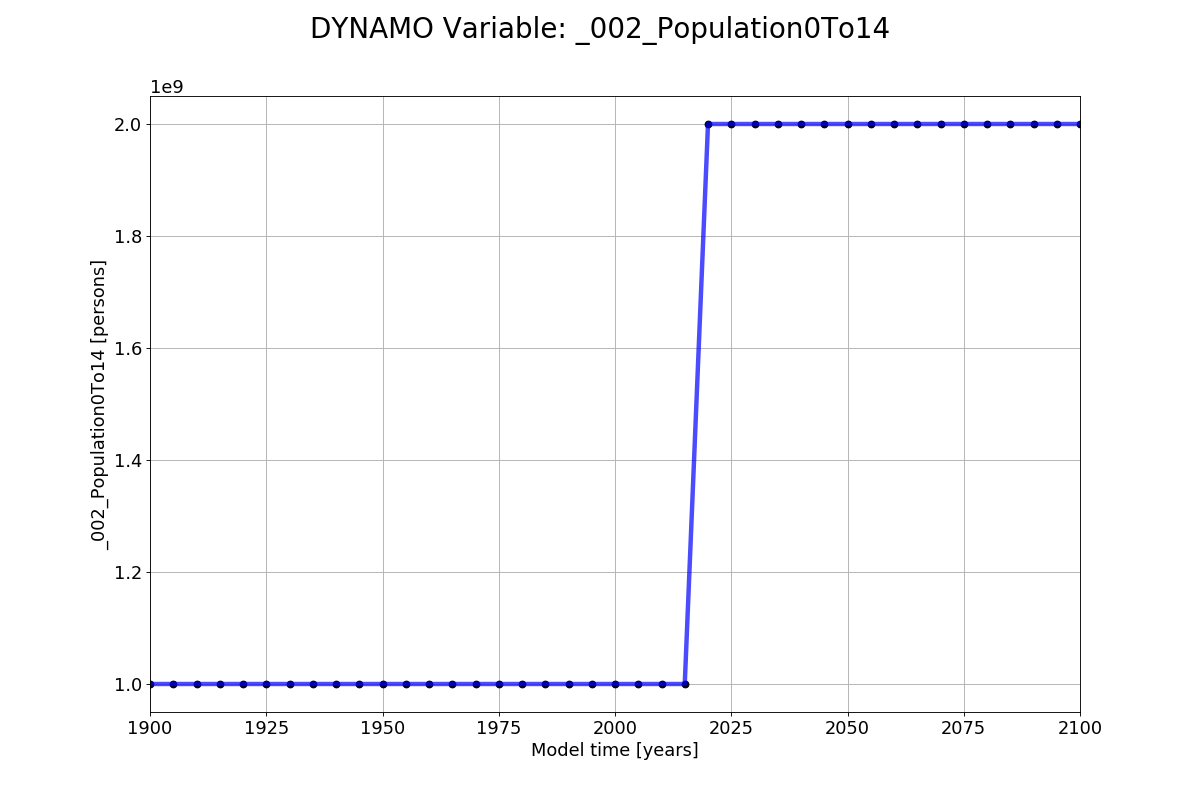 DYNAMO Variable: _002_Population0To14
1e9
2.0
1.8
1.6
1.4
1.2
1.0
_002_Population0To14 [persons]
1900 1925 1950 1975 2000 2025 2050 2075 2100
Model time [years]